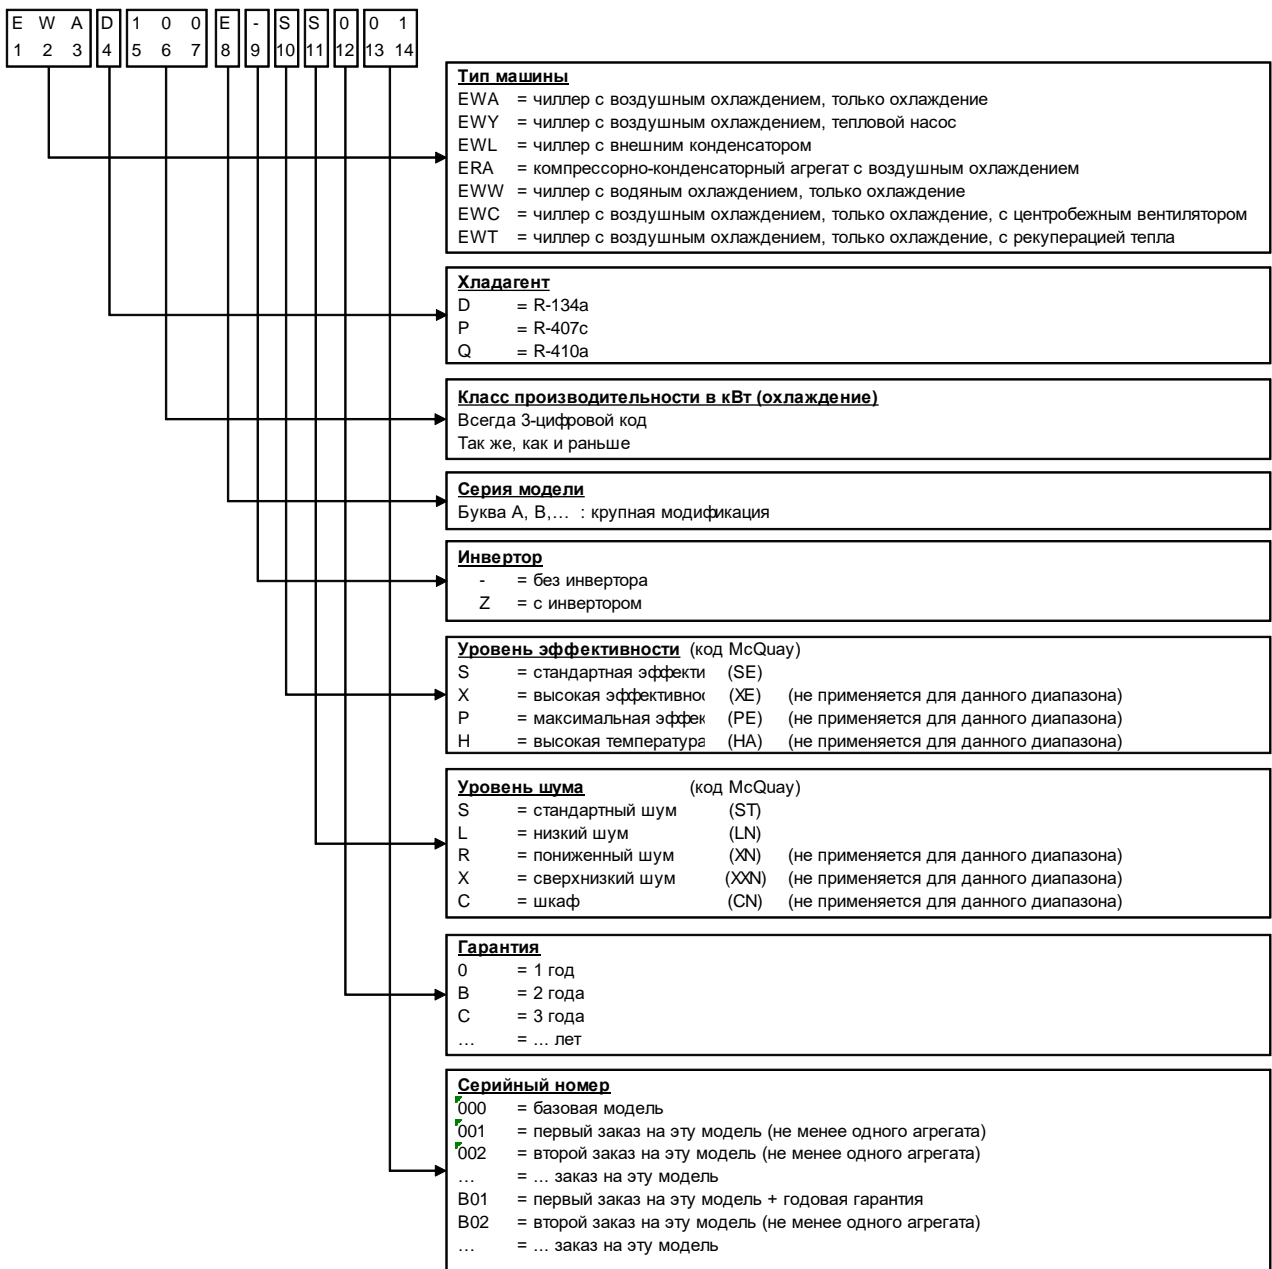 E W A D 1 0 0 E - S S 0 0 1
1 2 3 4 5 6 7 8 9 10 11 12 13 14
Тип машины
EWA = чиллер с воздушным охлаждением, только охлаждение
EWY = чиллер с воздушным охлаждением, тепловой насос
EWL = чиллер с внешним конденсатором
ERA = компрессорно-конденсаторный агрегат с воздушным охлаждением
EWW = чиллер с водяным охлаждением, только охлаждение
EWC = чиллер с воздушным охлаждением, только охлаждение, с центробежным вентилятором
EWT = чиллер с воздушным охлаждением, только охлаждение, с рекуперацией тепла
Хладагент
D = R-134a
P = R-407c
Q = R-410a
Класс производительности в кВт (охлаждение)
Всегда 3-цифровой код
Так же, как и раньше
Серия модели
Буква A, B,... : крупная модификация
Инвертор
- = без инвертора
Z = с инвертором
Уровень эффективности (код McQuay)
S = стандартная эффекти (SE)
X = высокая эффективнос (XE) (не применяется для данного диапазона)
P = максимальная эффек (PE) (не применяется для данного диапазона)
H = высокая температура (HA) (не применяется для данного диапазона)
Уровень шума (код McQuay)
S = стандартный шум (ST)
L = низкий шум (LN)
R = пониженный шум (XN) (не применяется для данного диапазона)
X = сверхнизкий шум (XXN) (не применяется для данного диапазона)
C = шкаф (CN) (не применяется для данного диапазона)
Гарантия
0 = 1 год
B = 2 года
C = 3 года
... = ... лет
Серийный номер
000 = базовая модель
001 = первый заказ на эту модель (не менее одного агрегата)
002 = второй заказ на эту модель (не менее одного агрегата)
... = ... заказ на эту модель
B01 = первый заказ на эту модель + годовая гарантия
B02 = второй заказ на эту модель (не менее одного агрегата)
... = ... заказ на эту модель